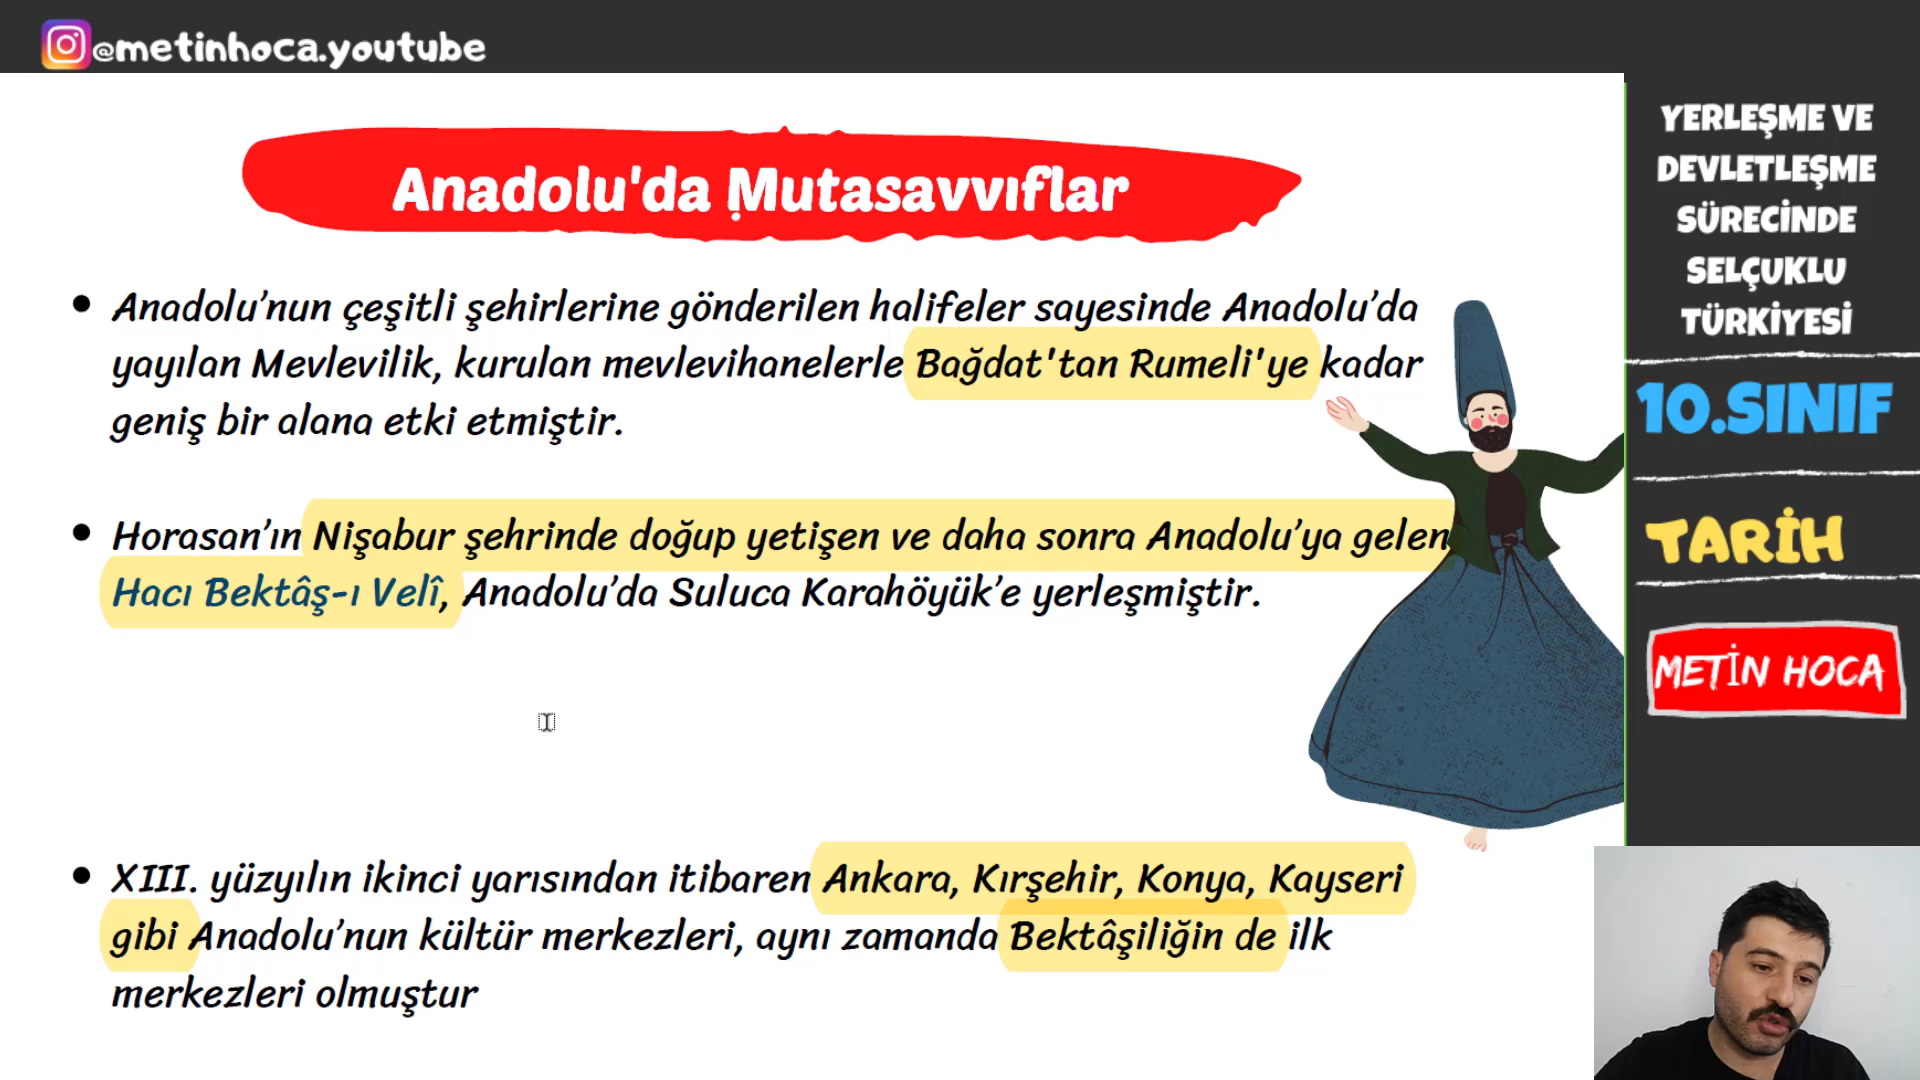 @metinhoca.youtube
Anadolu'da Mutasavvıflar
Anadolu’nun çeşitli şehirlerine gönderilen halifeler sayesinde Anadolu’da
yayılan Mevlevilik, kurulan mevlevihanelerle Bağdat'tan Rumeli'ye kadar
geniş bir alana etki etmiştir.
Horasan’ın Nişabur şehrinde doğup yetişen ve daha sonra Anadolu’ya gelen
Hacı Bektâş-ı Velî, Anadolu’da Suluca Karahöyük’e yerleşmiştir.
XIII. yüzyılın ikinci yarısından itibaren Ankara, Kırşehir, Konya, Kayseri
gibi Anadolu’nun kültür merkezleri, aynı zamanda Bektâşiliğin de ilk
merkezleri olmuştur
YERLEŞME VE
DEVLETLEŞME
SÜRECİNDE
SELÇUKLU
TÜRKİYESİ
10.SINIF
TARİH
METİN HOCA